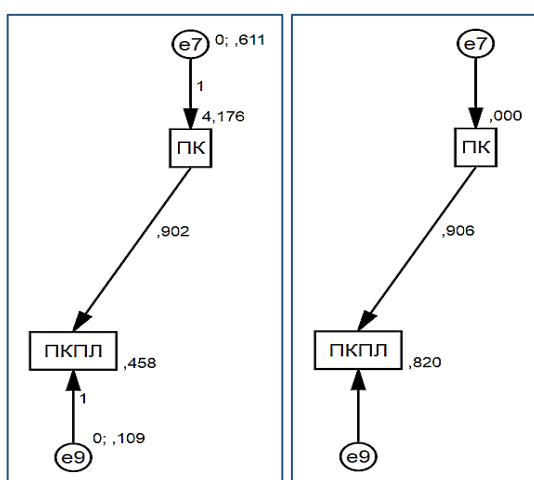 e7
0; ,611
1
4,176
ПК
,902
ПКПЛ
,458
1
0; ,109
e9
e7
,000
ПК
,906
ПКПЛ
,820
e9